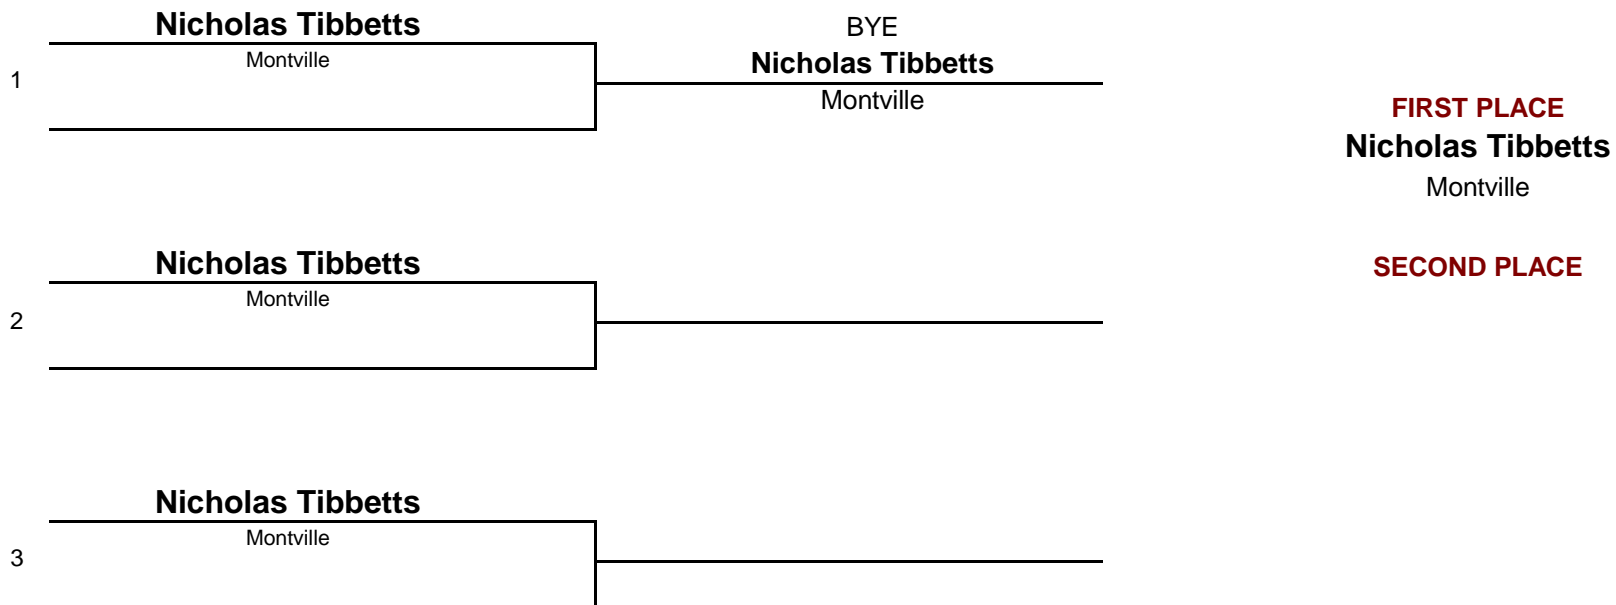 Nicholas Tibbetts
Montville
1
BYE
Nicholas Tibbetts
Montville
FIRST PLACE
Nicholas Tibbetts
Montville
SECOND PLACE
Nicholas Tibbetts
Montville
2
Nicholas Tibbetts
Montville
3